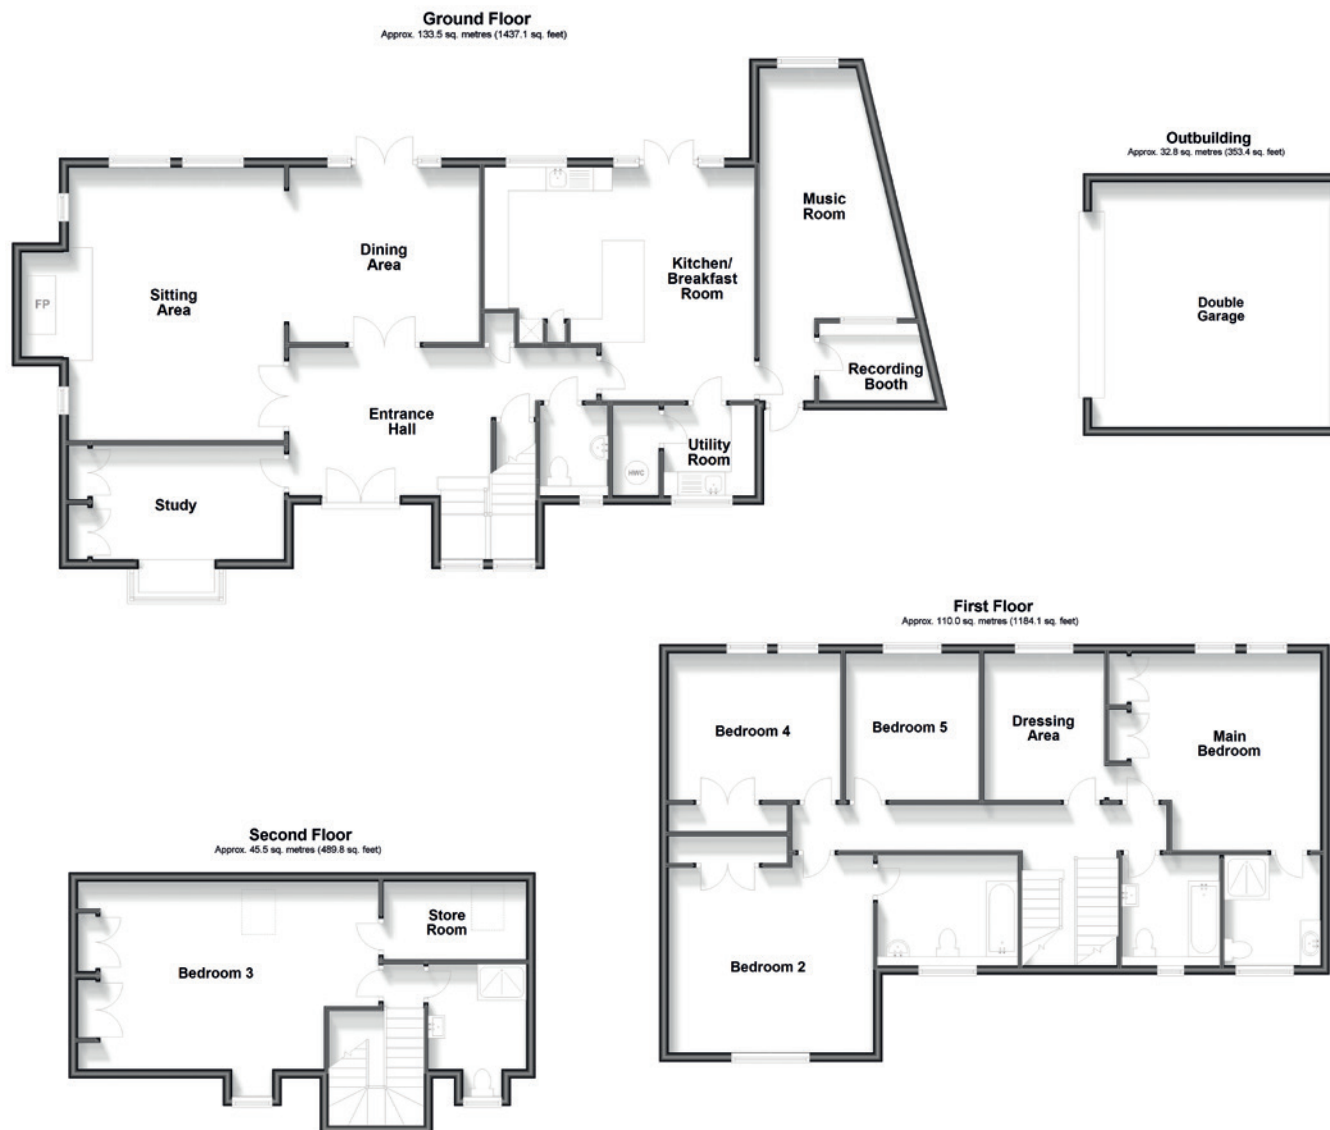 Ground Floor
Approx. 133.5 sq. metres (1437.1 sq. feet)
Sitting
Area
FP
Dining
Area
Kitchen/
Breakfast
Room
Music
Room
Recording
Booth
Entrance
Hall
Utility
Room
HWC
Study
Outbuilding
Approx. 32.8 sq. metres (353.4 sq. feet)
Double
Garage
First Floor
Approx. 110.0 sq. metres (1184.1 sq. feet)
Bedroom 4
Bedroom 5
Dressing
Area
Main
Bedroom
Bedroom 2
Second Floor
Approx. 45.5 sq. metres (489.8 sq. feet)
Store
Room
Bedroom 3